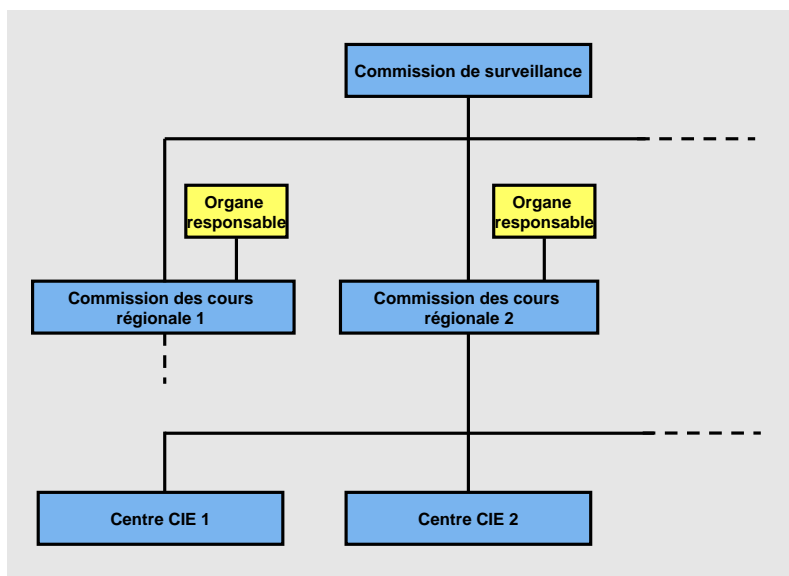 Commission de surveillance
Organe
responsable
Organe
responsable
Commission des cours
régionale 1
Commission des cours
régionale 2
Centre CIE 1
Centre CIE 2